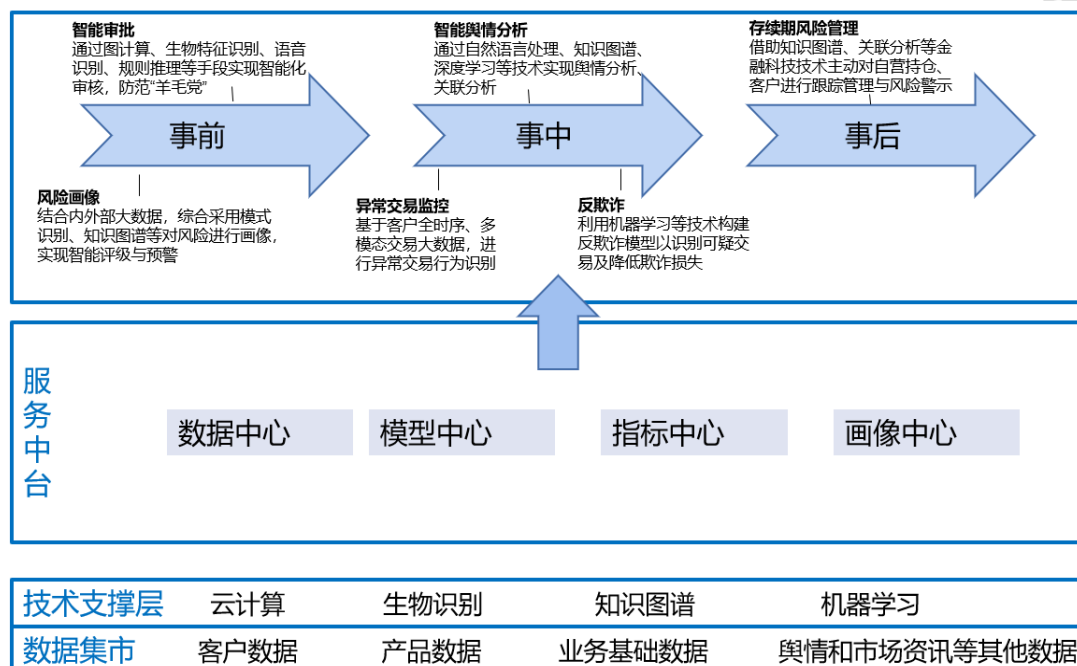 智能审批
通过图计算、生物特征识别、语音
识别、规则推理等手段实现智能化
审核，防范“羊毛党”
智能舆情分析
通过自然语言处理、知识图谱、
深度学习等技术实现舆情分析、
关联分析
存续期风险管理
借助知识图谱、关联分析等金
融科技技术主动对自营持仓、
客户进行跟踪管理与风险警示
事前
事中
事后
风险画像
结合内外部大数据，综合采用模式
识别、知识图谱等对风险进行画像，
实现智能评级与预警
异常交易监控
基于客户全时序、多
模态交易大数据，进
行异常交易行为识别
反欺诈
利用机器学习等技术构建
反欺诈模型以识别可疑交
易及降低欺诈损失
服务中台
数据中心
模型中心
指标中心
画像中心
技术支撑层 云计算 生物识别 知识图谱 机器学习
数据集市 客户数据 产品数据 业务基础数据 舆情和市场资讯等其他数据